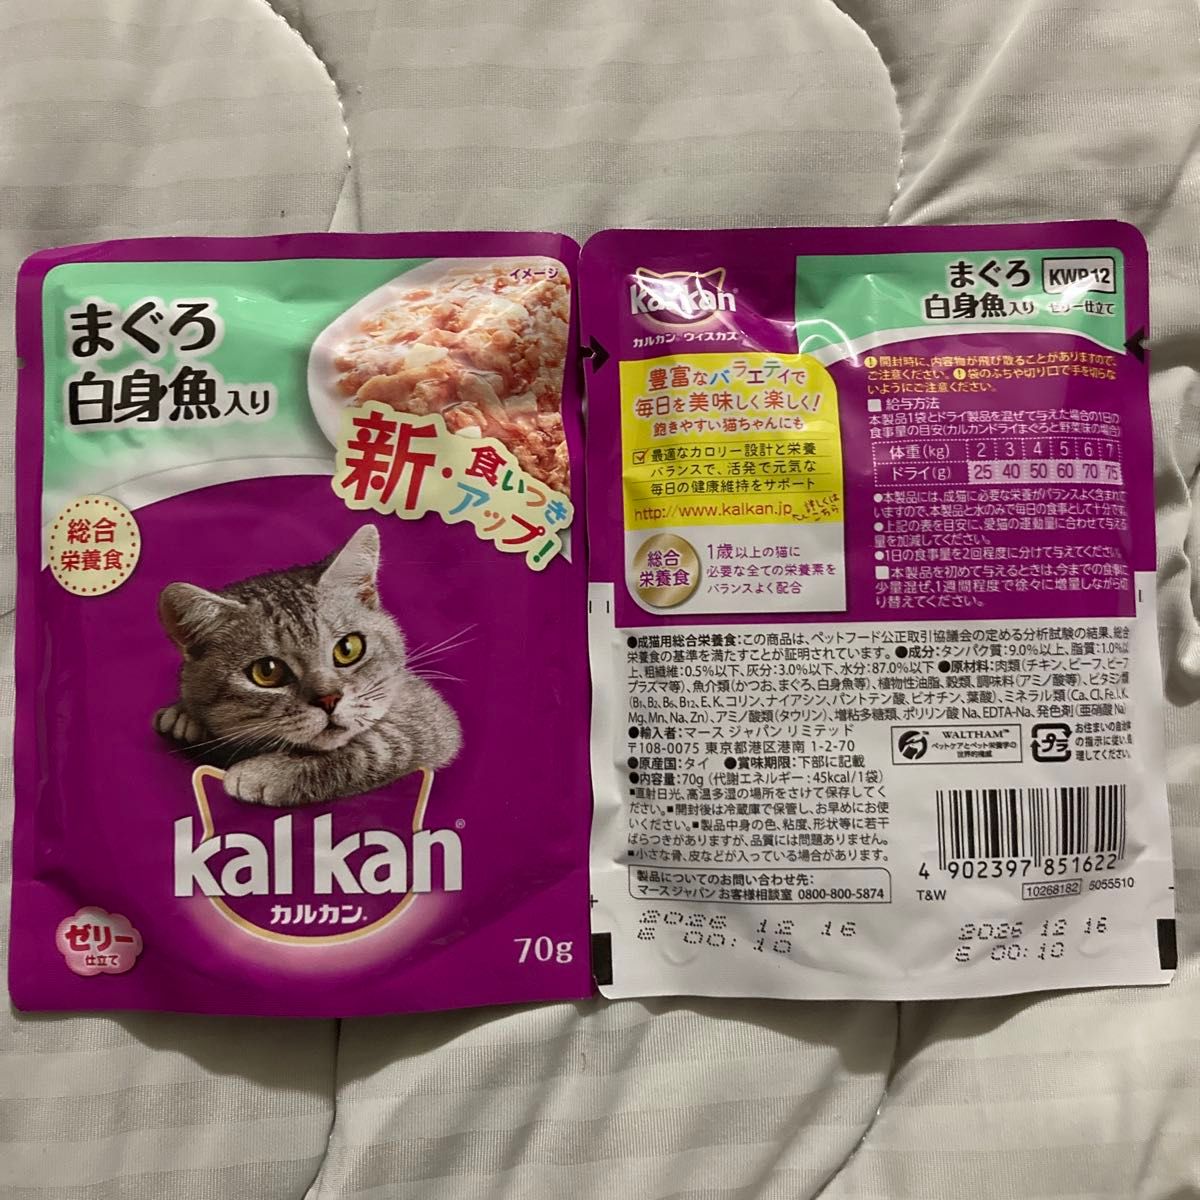 まぐろ
白身魚入り
イメージ
新・食いつき
アップ!
総合
栄養食
kal kan®
カルカン®
ゼリー
仕立て
70g
kal kan®
カルカン ウィスカス
まぐろ
白身魚入り
KWP12
ゼリー仕立て
豊富なバラエティで
毎日を美味しく楽しく!
飽きやすい猫ちゃんにも
最適なカロリー設計と栄養
バランスで、活発で元気な
毎日の健康維持をサポート
http://www.kalkan.jp
詳しくは
こちら
総合
栄養食
1歳以上の猫に
必要な全ての栄養素を
バランスよく配合
!開封時に、内容物が飛び散ることがありますので、
ご注意ください。!袋のふちや切り口で手を切らな
いようにご注意ください。
■給与方法
本製品1袋とドライ製品を混ぜて与えた場合の1日の
食事量の目安(カルカンドライまぐろと野菜味の場合)
体重(kg) 2 3 4 5 6 7
ドライ(g) 25 40 50 60 70 75
●本製品には、成猫に必要な栄養がバランスよく含まれて
いますので、本製品と水のみで毎日の食事として十分です。
●上記の表を目安に、愛猫の運動量に合わせて与える
量を加減してください。
●1日の食事量を2回程度に分けて与えてください。
■本製品を初めて与えるときは、今までの食事に
少量混ぜ、1週間程度で徐々に増量しながら切
り替えてください。
●成猫用総合栄養食:この商品は、ペットフード公正取引協議会の定める分析試験の結果、総合
栄養食の基準を満たすことが証明されています。●成分:タンパク質:9.0%以上、脂質:1.0%以
上、粗繊維:0.5%以下、灰分:3.0%以下、水分:87.0%以下 ●原材料:肉類(チキン、ビーフ、ビーフ
プラズマ等)、魚介類(かつお、まぐろ、白身魚等)、植物性油脂、穀類、調味料(アミノ酸等)、ビタミン類
(B1, B2, B6, B12, E, K, コリン、ナイアシン、パントテン酸、ビオチン、葉酸)、ミネラル類(Ca, Cl, Fe, I, K,
Mg, Mn, Na, Zn)、アミノ酸類(タウリン)、増粘多糖類、ポリリン酸Na、EDTA-Na、発色剤(亜硝酸Na)
●輸入者:マース ジャパン リミテッド
〒108-0075 東京都港区港南 1-2-70
●原産国:タイ ●賞味期限:下部に記載
●内容量:70g (代謝エネルギー:45kcal/1袋)
■直射日光、高温多湿の場所をさけて保存してく
ださい。■開封後は冷蔵庫で保管し、お早めにお使
いください。■製品中身の色、粘度、形状等に若干
ばらつきがありますが、品質には問題ありません。
■小さな骨、皮などが入っている場合があります。
WALTHAM™
ペットケアとペット栄養学の
世界的権威
プラ
お住まいの自治体
の指示に従い、処
理してください。
製品についてのお問い合わせ先:
マース ジャパン お客様相談室 0800-800-5874
4 902397 851622
T&W
10268182
6055510
2026 12 16
E 00:10
2026 12 16
E 00:10